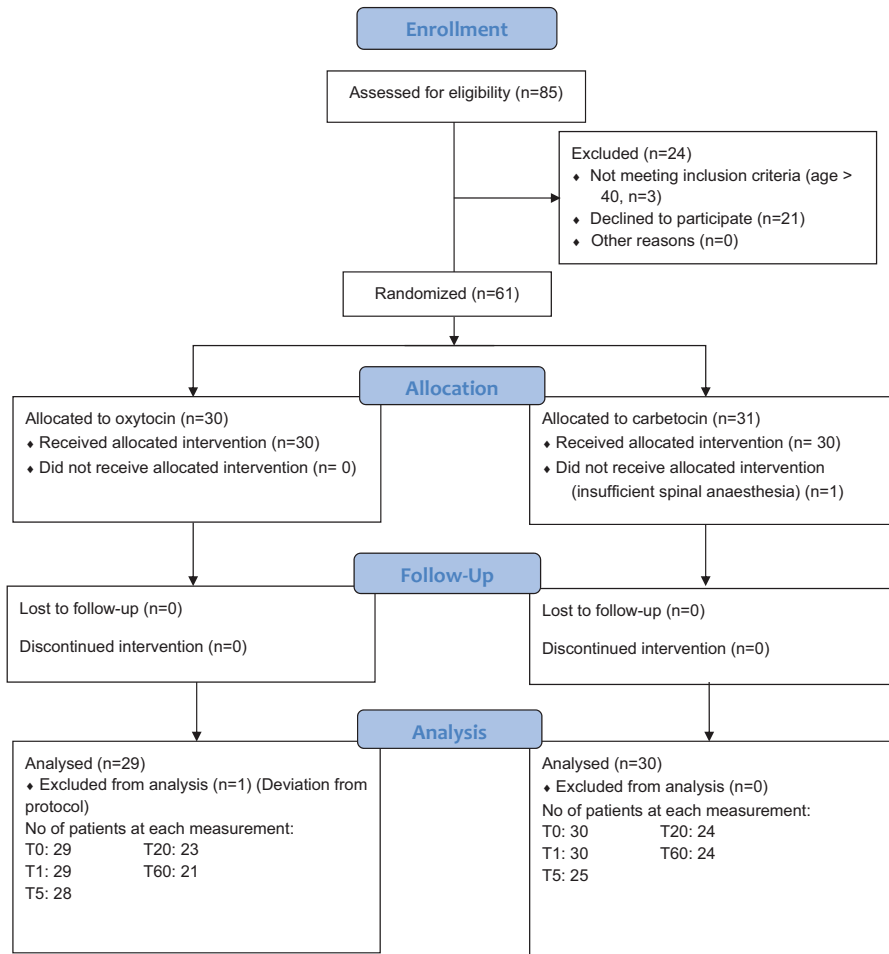 Enrollment
Assessed for eligibility (n=85)
Excluded (n=24)
♦ Not meeting inclusion criteria (age >
40, n=3)
♦ Declined to participate (n=21)
♦ Other reasons (n=0)
Randomized (n=61)
Allocation
Allocated to oxytocin (n=30)
♦ Received allocated intervention (n=30)
♦ Did not receive allocated intervention (n= 0)
Allocated to carbetocin (n=31)
♦ Received allocated intervention (n= 30)
♦ Did not receive allocated intervention
(insufficient spinal anaesthesia) (n=1)
Follow-Up
Lost to follow-up (n=0)
Discontinued intervention (n=0)
Lost to follow-up (n=0)
Discontinued intervention (n=0)
Analysis
Analysed (n=29)
♦ Excluded from analysis (n=1) (Deviation from
protocol)
No of patients at each measurement:
T0: 29 T20: 23
T1: 29 T60: 21
T5: 28
Analysed (n=30)
♦ Excluded from analysis (n=0)
No of patients at each measurement:
T0: 30 T20: 24
T1: 30 T60: 24
T5: 25